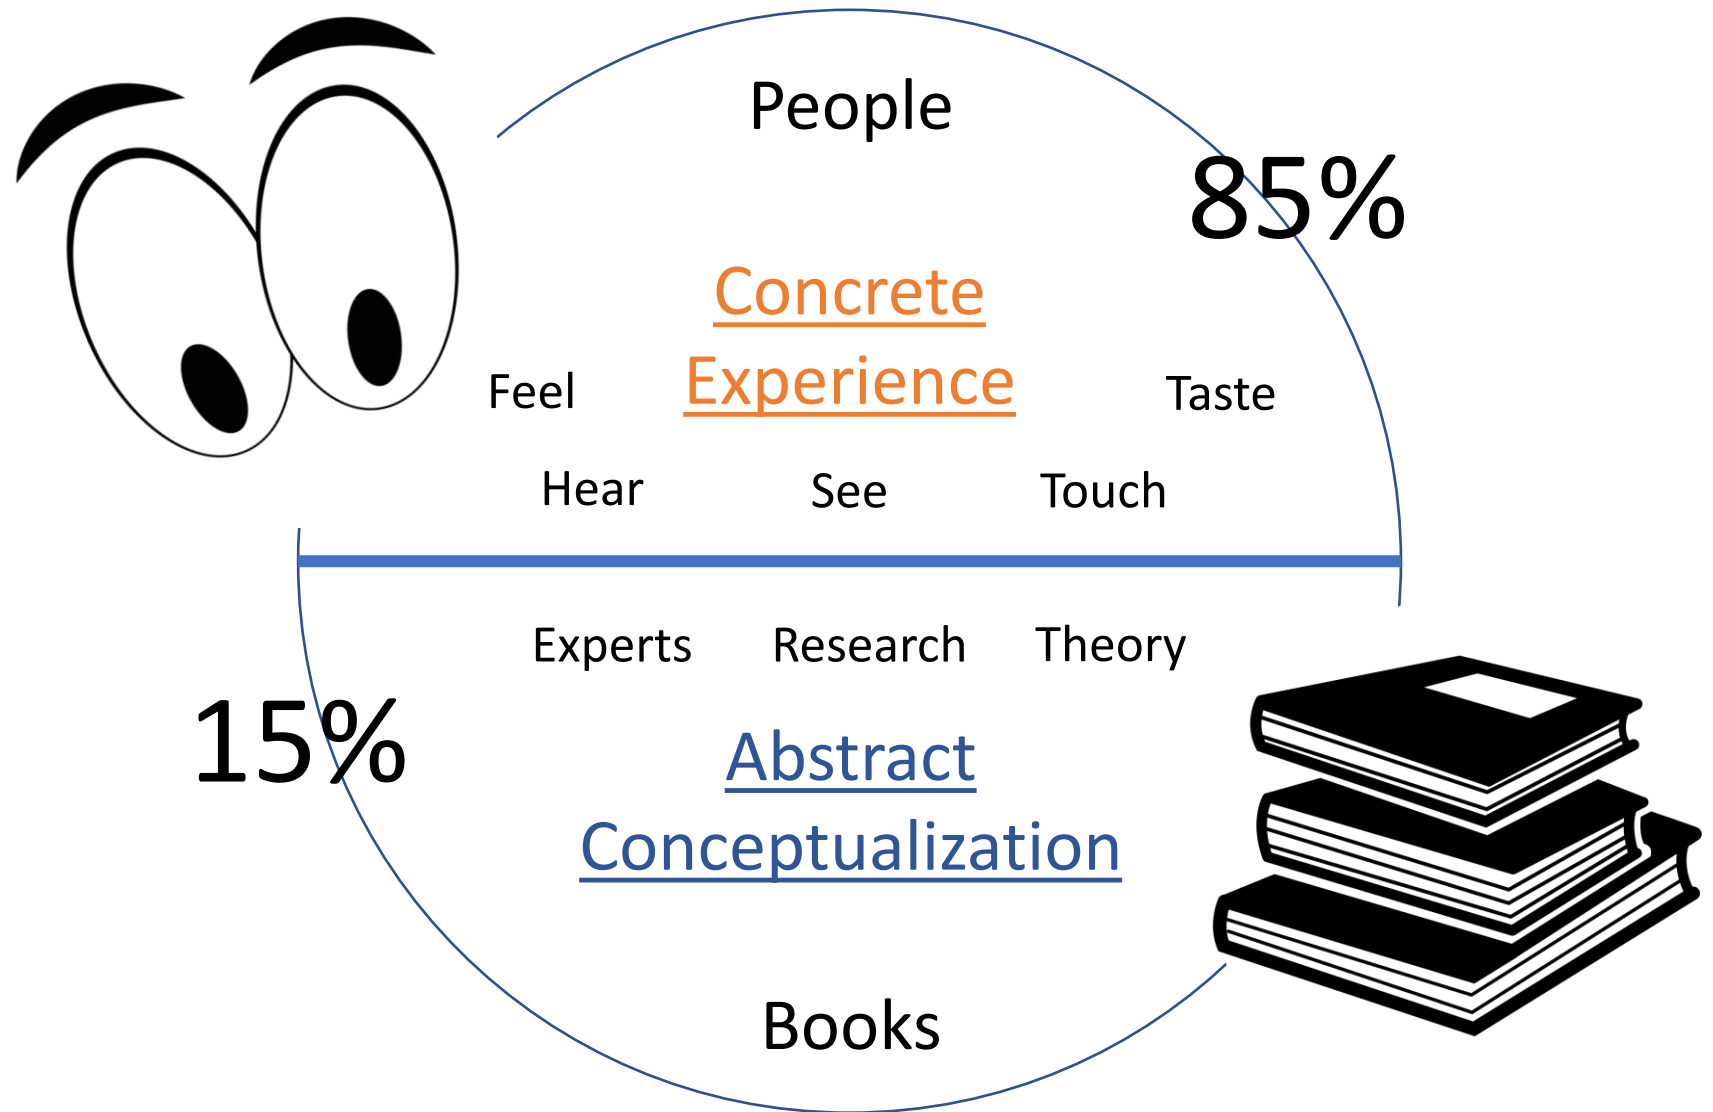 People
85%
Concrete
Experience
Feel
Taste
Hear See Touch
Experts Research Theory
15%
Abstract
Conceptualization
Books